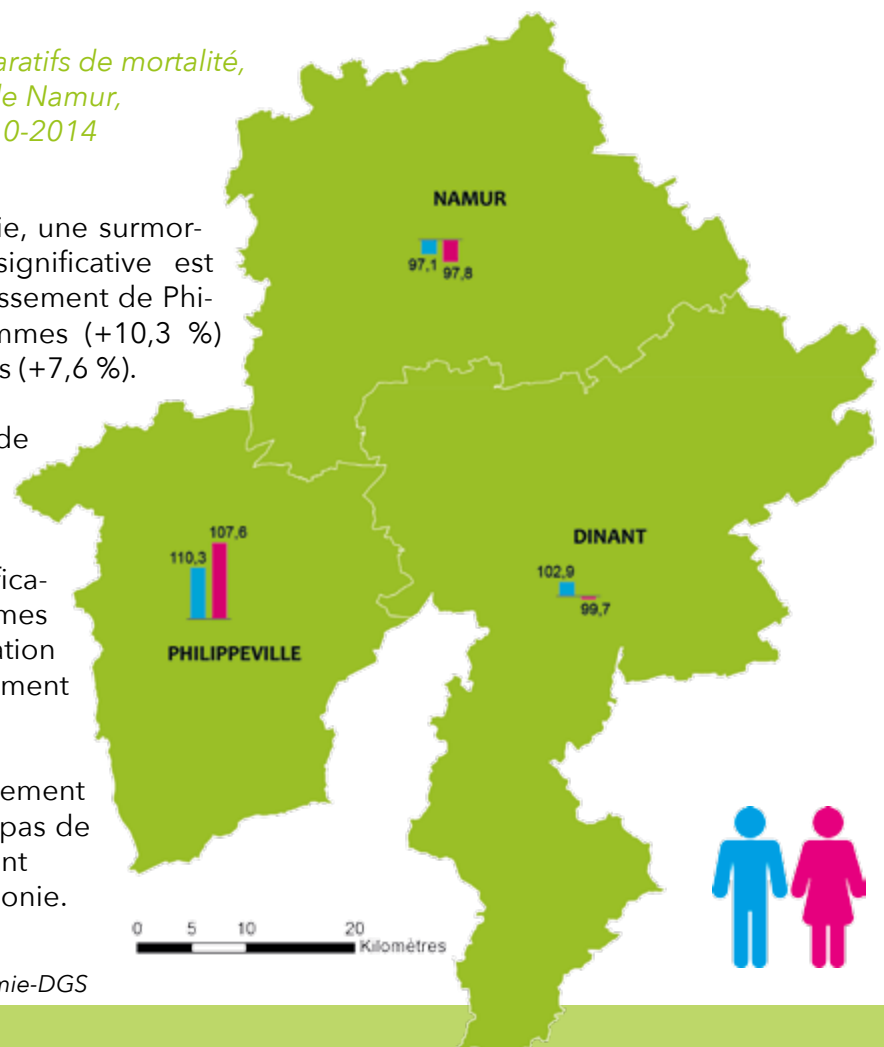 aratifs de mortalité,
le Namur,
0-2014
ie, une surmor-
significative est
ssement de Phi-
mmes (+10,3 %)
s (+7,6 %).
de
fica-
mes
ation
ment
ement
pas de
nt
onie.
NAMUR
97,1
97,8
DINANT
102,9
99,7
107,6
110,3
PHILIPPEVILLE
0 5 10 20
Kilomètres
mie-DGS